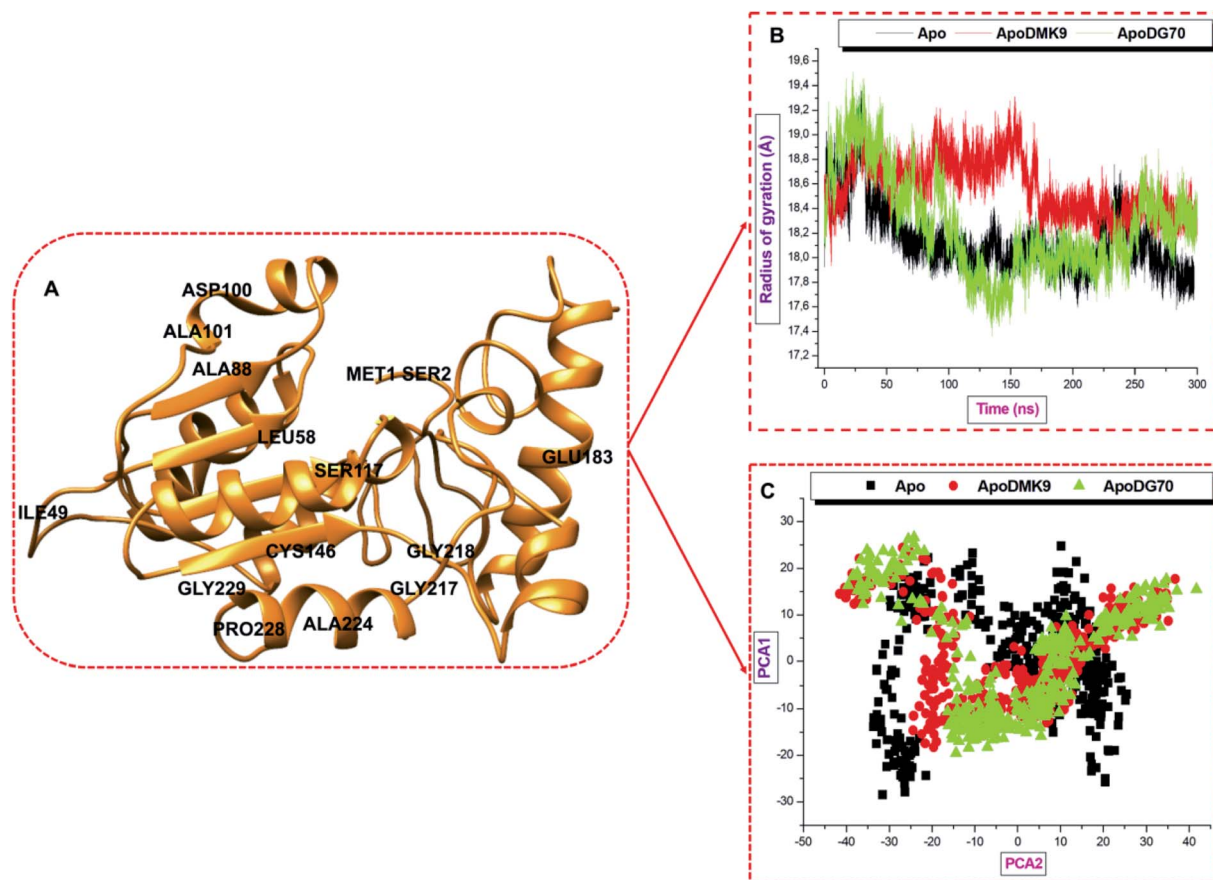 A
ASP100
ALA101
ALA88
MET1 SER2
LEU58
GLU183
SER117
ILE49
CYS146
GLY218
GLY229
GLY217
PRO228
ALA224
B
Apo ApoDMK9 ApoDG70
19,6
19,2
19,0
18,8
18,6
18,4
18,2
18,0
17,8
17,6
17,4
17,2
Radius of gyration (Å)
0 50 100 150 200 250 300
Time (ns)
C
Apo ApoDMK9 ApoDG70
30
20
10
0
-10
-20
-30
PCA1
-50 -40 -30 -20 -10 0 10 20 30 40
PCA2